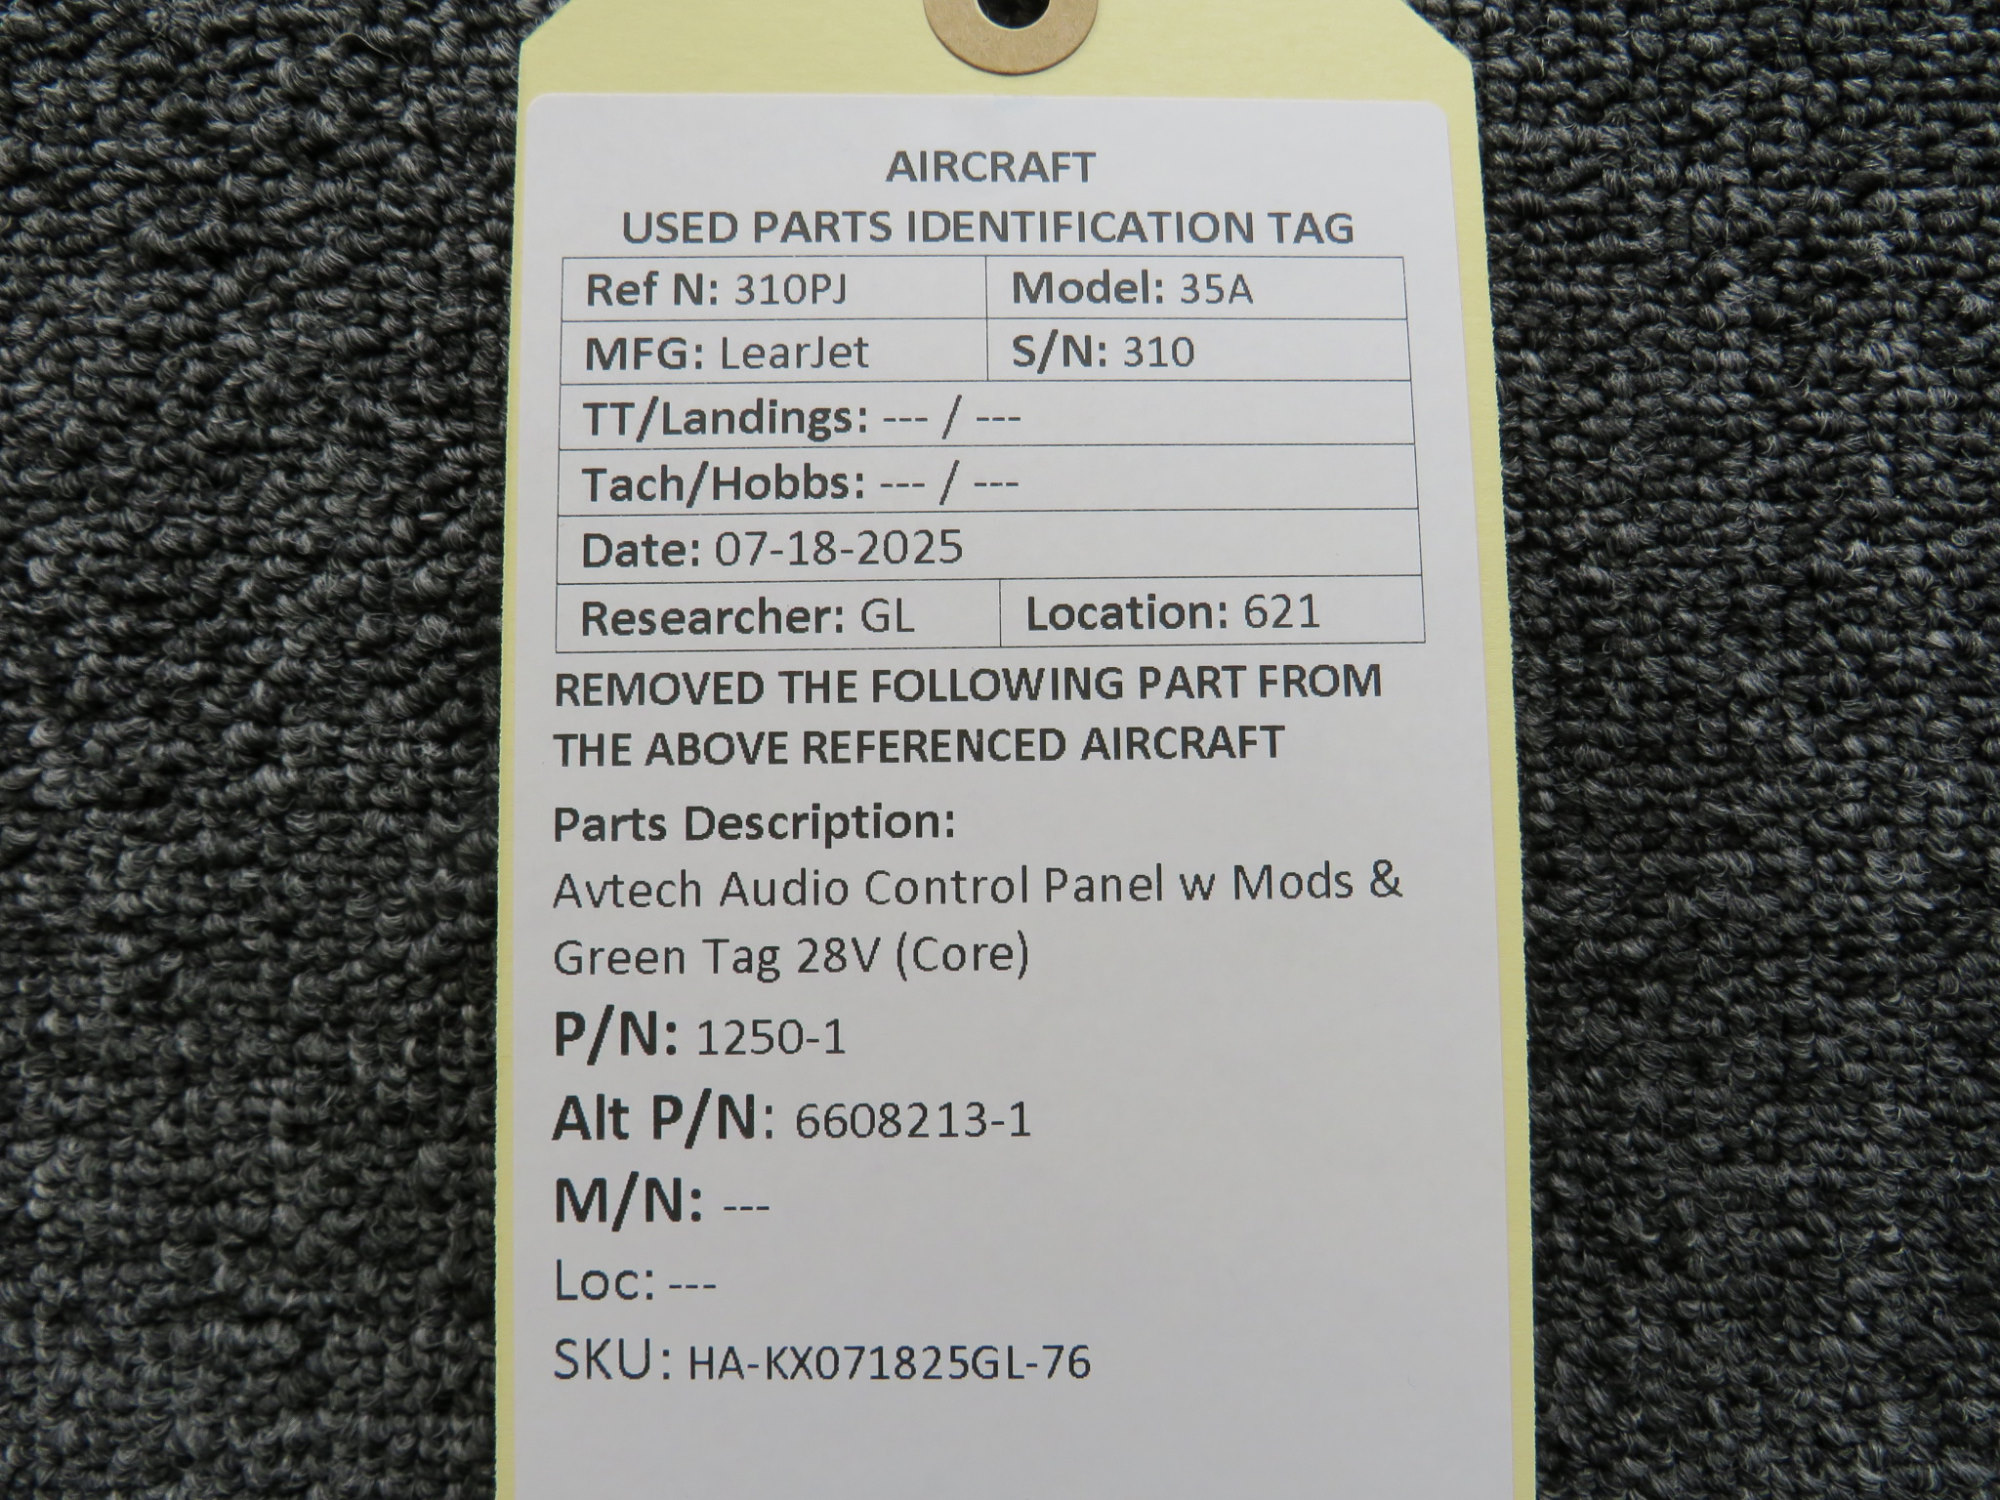 AIRCRAFT
USED PARTS IDENTIFICATION TAG
Ref N: 310PJ Model: 35A
MFG: LearJet S/N: 310
TT/Landings: --- / ---
Tach/Hobbs: --- / ---
Date: 07-18-2025
Researcher: GL Location: 621
REMOVED THE FOLLOWING PART FROM
THE ABOVE REFERENCED AIRCRAFT
Parts Description:
Avtech Audio Control Panel w Mods &
Green Tag 28V (Core)
P/N: 1250-1
Alt P/N: 6608213-1
M/N: ---
Loc: ---
SKU: HA-KX071825GL-76